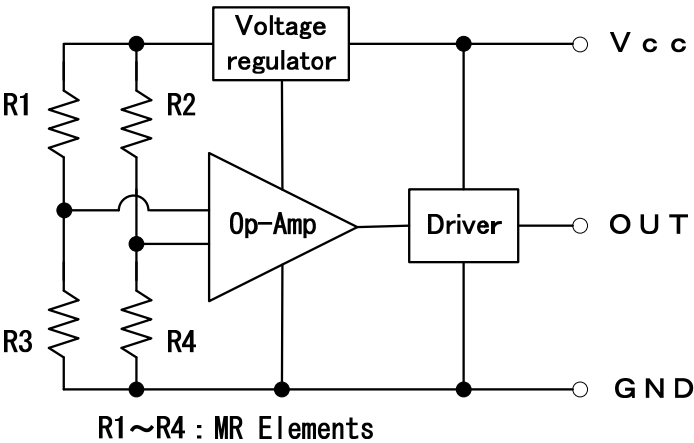 Voltage
regulator
Vcc
R1
R2
Op-Amp
Driver
OUT
R3
R4
GND
R1～R4 : MR Elements